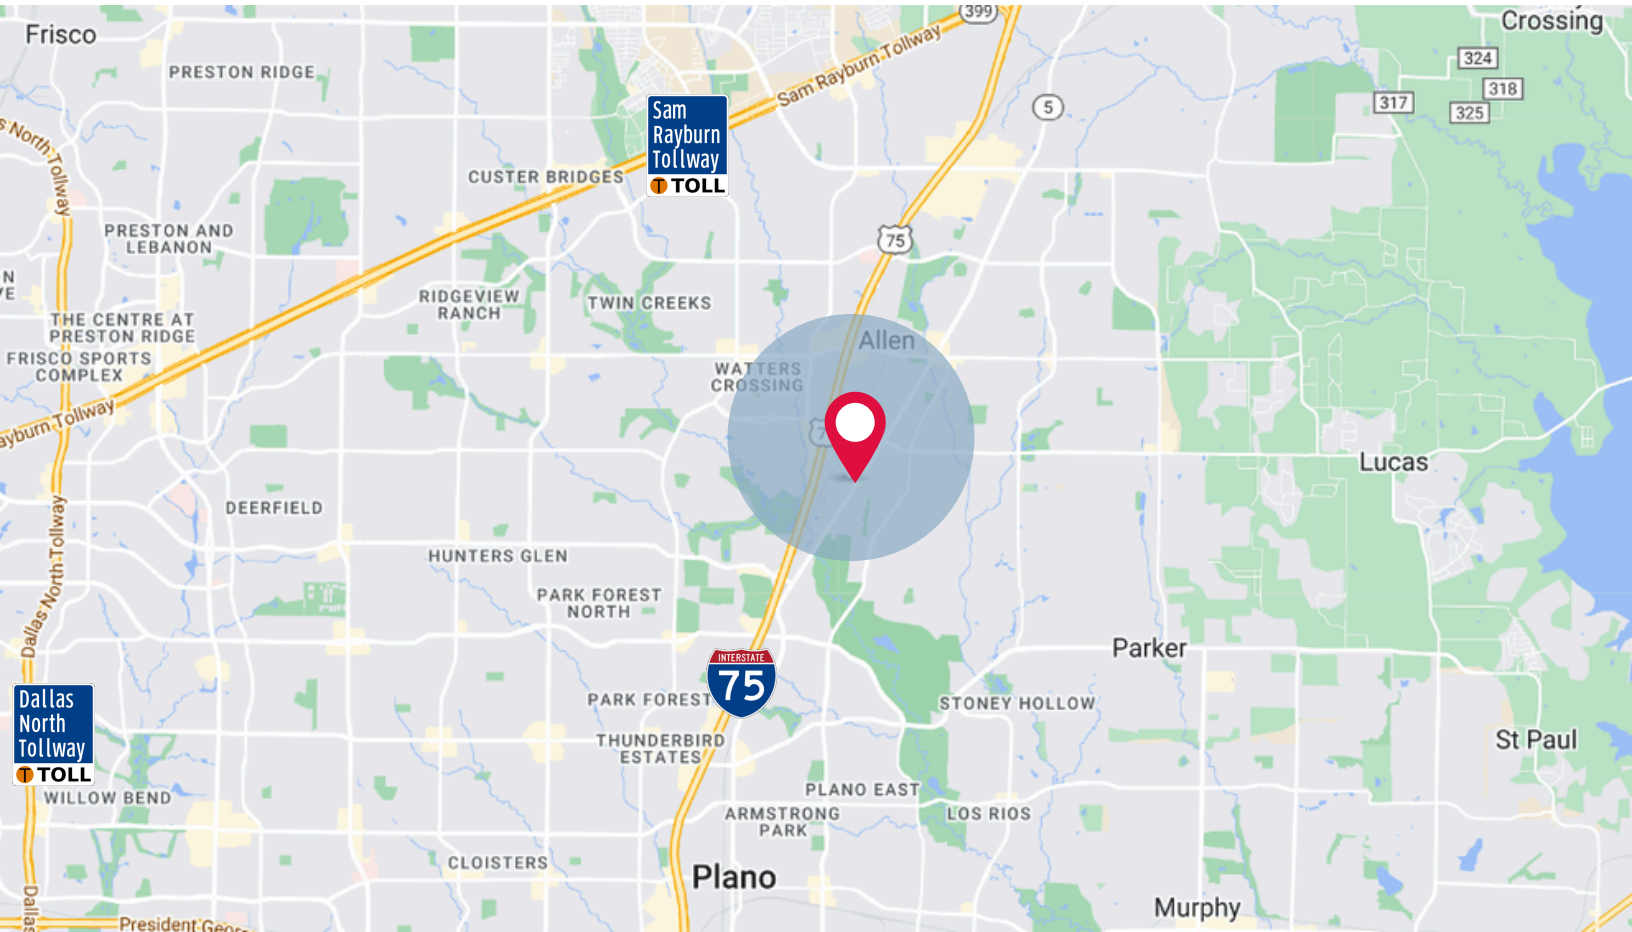 399
Crossing
Frisco
Sam Rayburn Tollway
324
PRESTON RIDGE
318
317
325
5
Sam
Rayburn
Tollway
TOLL
s North Tollway
CUSTER BRIDGES
PRESTON AND
LEBANON
75
N
VE
RIDGEVIEW
RANCH
TWIN CREEKS
THE CENTRE AT
PRESTON RIDGE
Allen
FRISCO SPORTS
COMPLEX
WATTERS
CROSSING
ayburn Tollway
7
Lucas
DEERFIELD
Dallas North Tollway
HUNTERS GLEN
PARK FOREST
NORTH
Parker
INTERSTATE
75
Dallas
North
Tollway
TOLL
PARK FOREST
STONEY HOLLOW
THUNDERBIRD
ESTATES
St Paul
WILLOW BEND
PLANO EAST
ARMSTRONG
PARK
LOS RIOS
CLOISTERS
Plano
Dallas
Murphy
President Geor